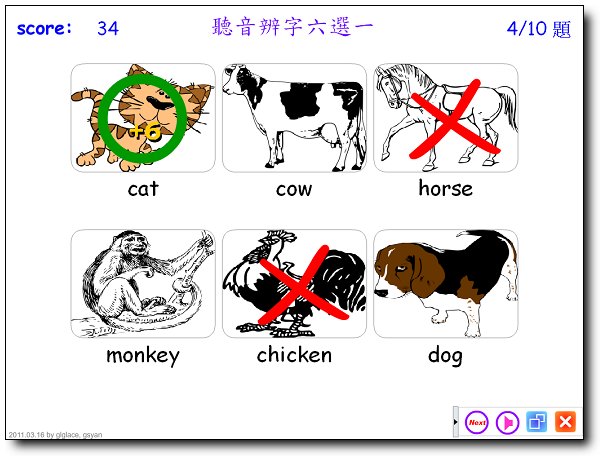 score: 34 聽音辨字六選一 4/10 題
+6
cat cow horse
monkey chicken dog
Next
2011.03.16 by glglace, gsyan